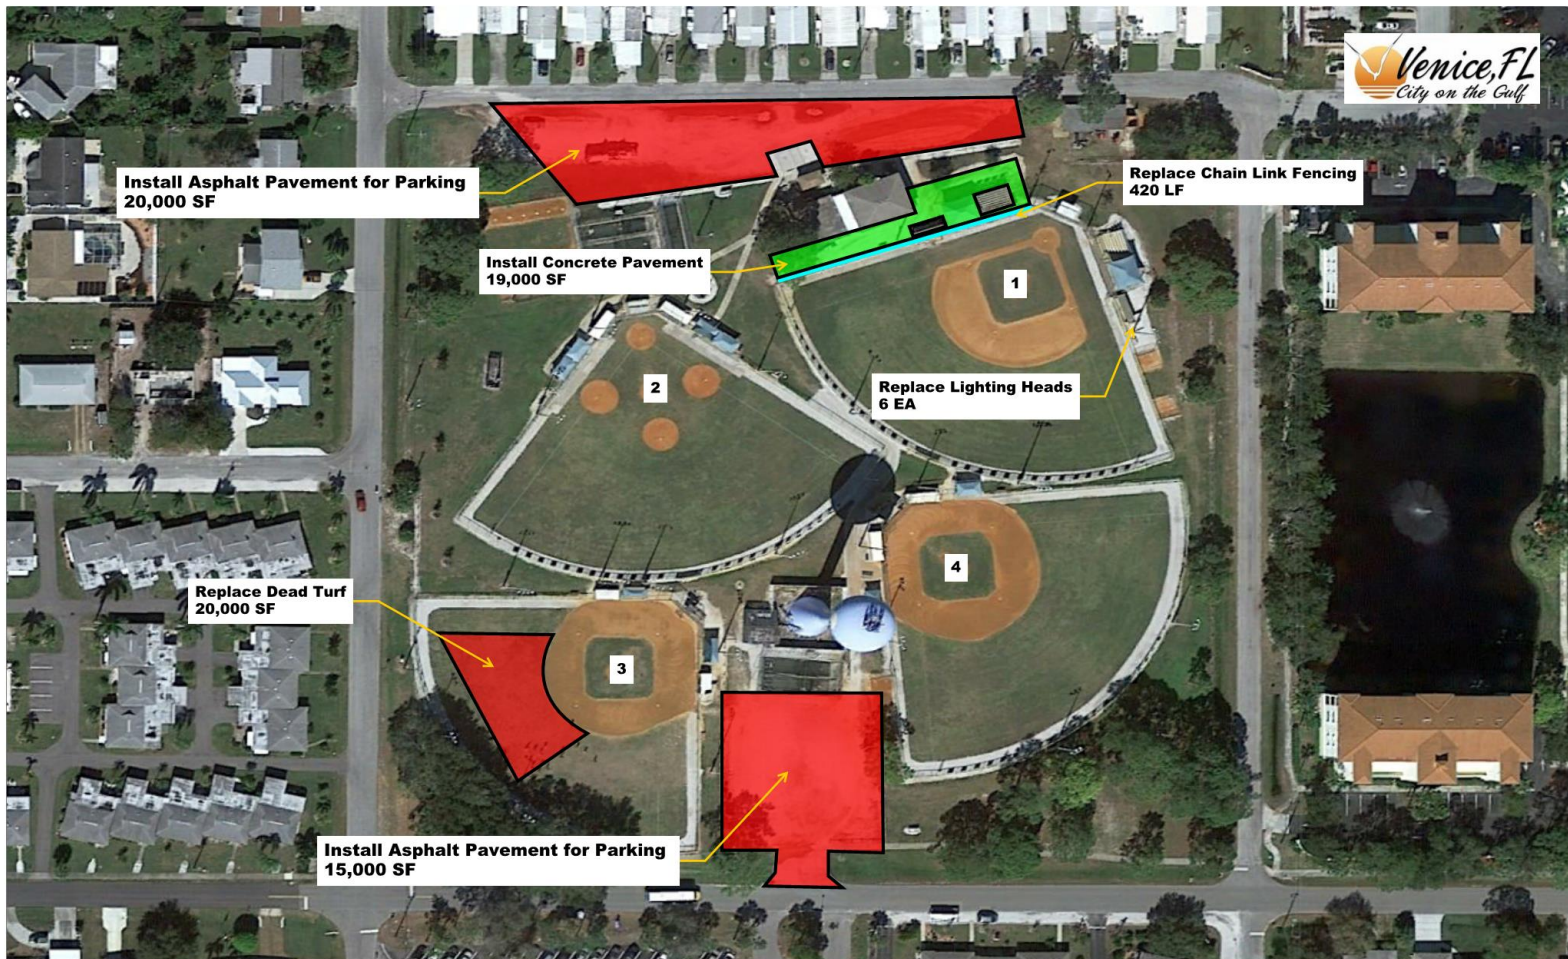 Venice, FL
City on the Gulf
Install Asphalt Pavement for Parking
20,000 SF
Replace Chain Link Fencing
420 LF
Install Concrete Pavement
19,000 SF
1
Replace Lighting Heads
6 EA
2
4
Replace Dead Turf
20,000 SF
3
Install Asphalt Pavement for Parking
15,000 SF